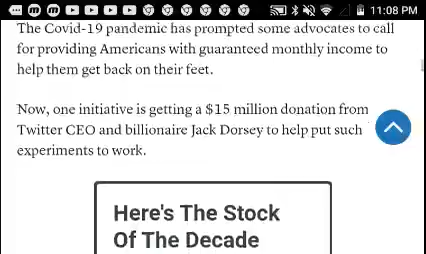 11:08 PM
The Covid-19 pandemic has prompted some advocates to call
for providing Americans with guaranteed monthly income to
help them get back on their feet.
Now, one initiative is getting a $15 million donation from
Twitter CEO and billionaire Jack Dorsey to help put such
experiments to work.
Here's The Stock
Of The Decade